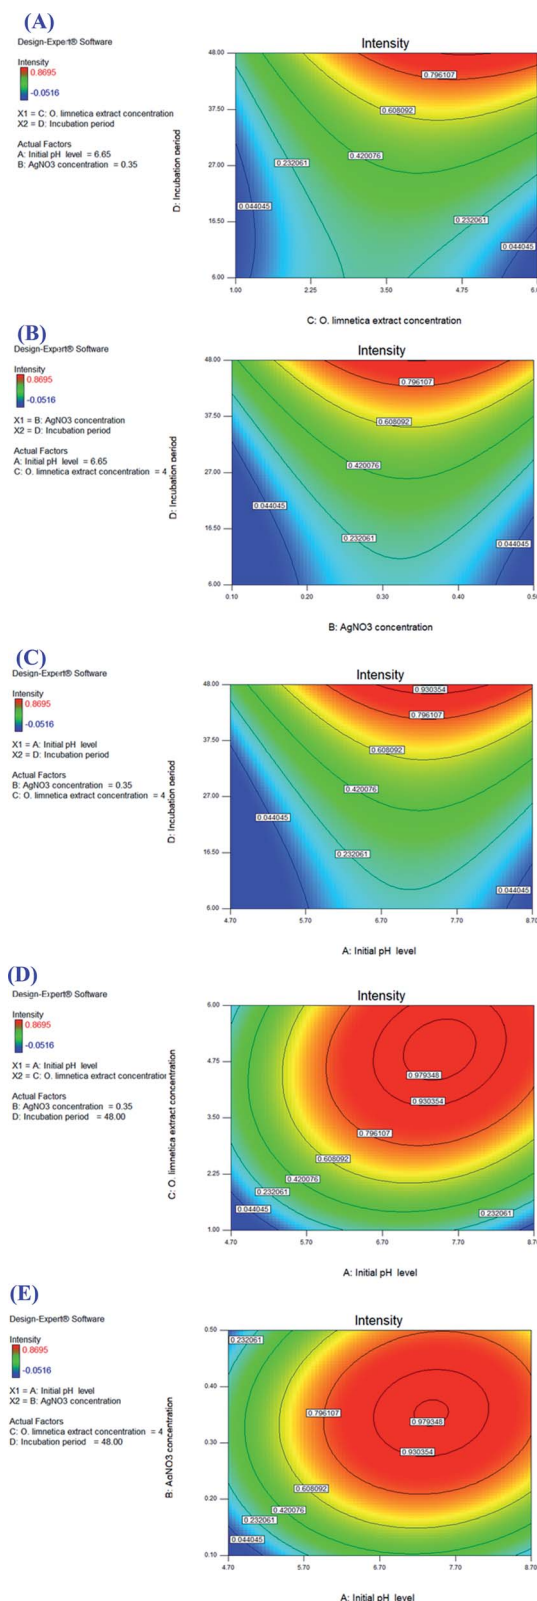 (A)
Design-Expert® Software
Intensity
0.8695
-0.0516
X1 = C: O. limnetica extract concentration
X2 = D: Incubation period
Actual Factors
A: Initial pH level = 6.65
B: AgNO3 concentration = 0.35
Intensity
D: Incubation period
48.00
37.50
27.00
16.50
6.00
0.796107
0.608092
0.420076
0.232061
0.044045
0.232061
0.044045
1.00 2.25 3.50 4.75 6.0
C: O. limnetica extract concentration
(B)
Design-Expert® Software
Intensity
0.8695
-0.0516
X1 = B: AgNO3 concentration
X2 = D: Incubation period
Actual Factors
A: Initial pH level = 6.65
C: O. limnetica extract concentration = 4
Intensity
D: Incubation period
48.00
37.50
27.00
16.50
6.00
0.796107
0.608092
0.420076
0.044045
0.232061
0.044045
0.10 0.20 0.30 0.40 0.50
B: AgNO3 concentration
(C)
Design-Expert® Software
Intensity
0.8695
-0.0516
X1 = A: Initial pH level
X2 = D: Incubation period
Actual Factors
B: AgNO3 concentration = 0.35
C: O. limnetica extract concentration = 4
Intensity
D: Incubation period
48.00
37.50
27.00
16.50
6.00
0.930354
0.796107
0.608092
0.420076
0.044045
0.232061
0.044045
4.70 5.70 6.70 7.70 8.70
A: Initial pH level
(D)
Design-Expert® Software
Intensity
0.8695
-0.0516
X1 = A: Initial pH level
X2 = C: O. limnetica extract concentration
Actual Factors
B: AgNO3 concentration = 0.35
D: Incubation period = 48.00
Intensity
C: O. limnetica extract concentration
6.00
4.75
3.50
2.25
1.00
0.979348
0.930354
0.796107
0.608092
0.420076
0.232061
0.044045
0.232061
4.70 5.70 6.70 7.70 8.70
A: Initial pH level
(E)
Design-Expert® Software
Intensity
0.8695
-0.0516
X1 = A: Initial pH level
X2 = B: AgNO3 concentration
Actual Factors
C: O. limnetica extract concentration = 4
D: Incubation period = 48.00
Intensity
B: AgNO3 concentration
0.50
0.40
0.30
0.20
0.10
0.232061
0.796107
0.979348
0.930354
0.608092
0.420076
0.232061
0.044045
4.70 5.70 6.70 7.70 8.70
A: Initial pH level